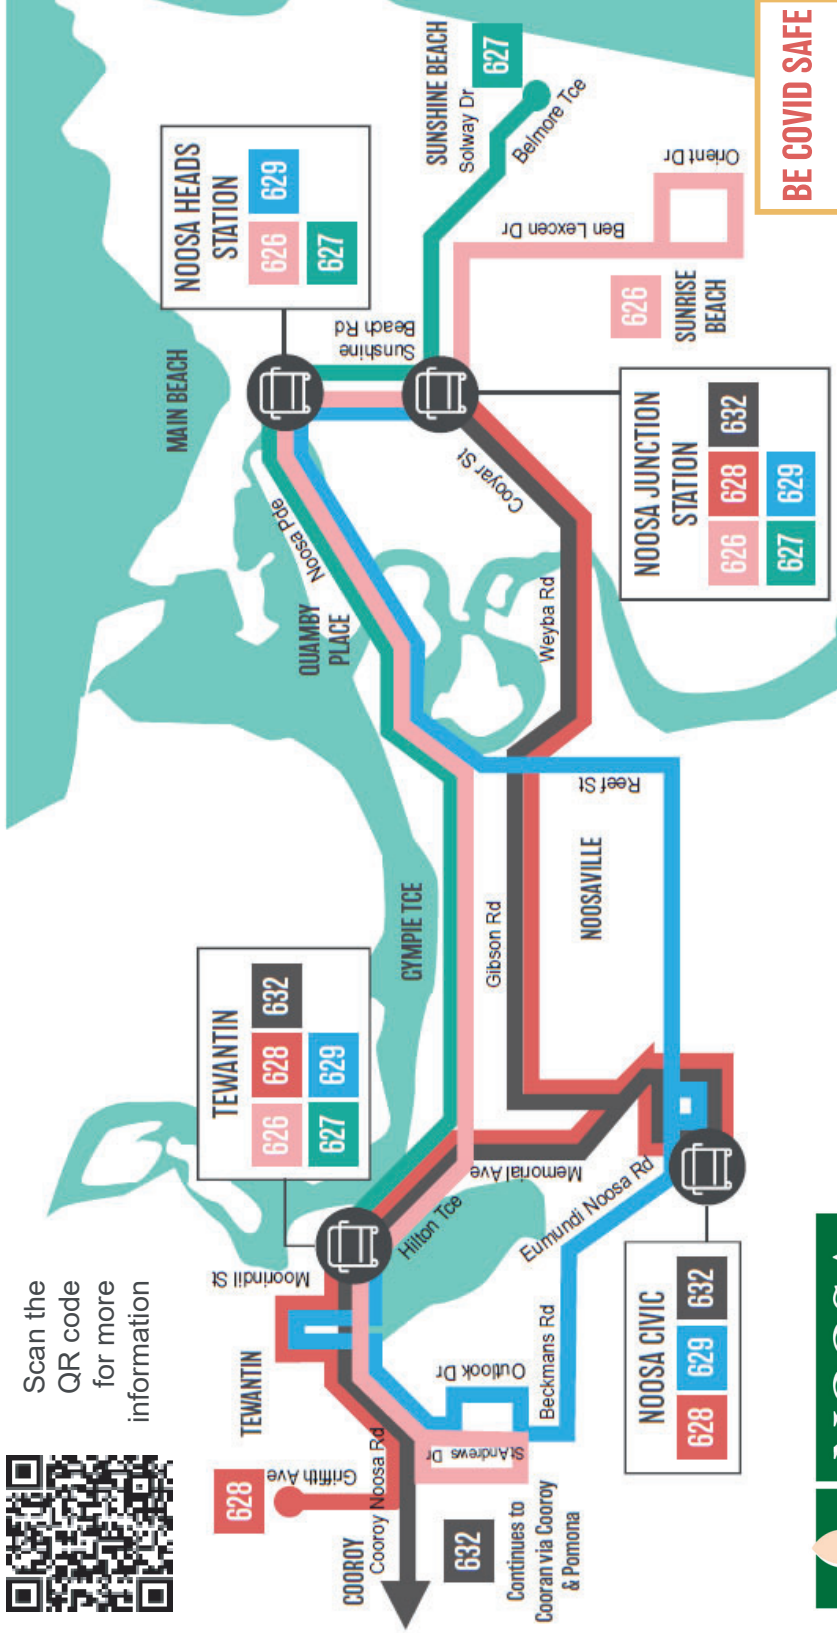 Scan the
QR code
for more
information
628
TEWANTIN
Griffith Ave
COOROY
Cooroy Noosa Rd
632
Continues to
Cooran via Cooroy
& Pomona
Moorindil St
St Andrews Dr
Outlook Dr
Beckmans Rd
Eumundi Noosa Rd
Hilton Tce
Memorial Ave
TEWANTIN
626 628 632
627 629
NOOSA CIVIC
628 629 632
GYMPIE TCE
Gibson Rd
NOOSAVILLE
Reef St
Weyba Rd
QUAMBY
PLACE
Noosa Pde
MAIN BEACH
Cooyar St
NOOSA HEADS
STATION
626 629
627
Sunshine
Beach Rd
NOOSA JUNCTION
STATION
626 628 632
627 629
SUNSHINE BEACH
627
Solway Dr
Belmore Tce
Ben Lexcen Dr
Orient Dr
626
SUNRISE
BEACH
BE COVID SAFE